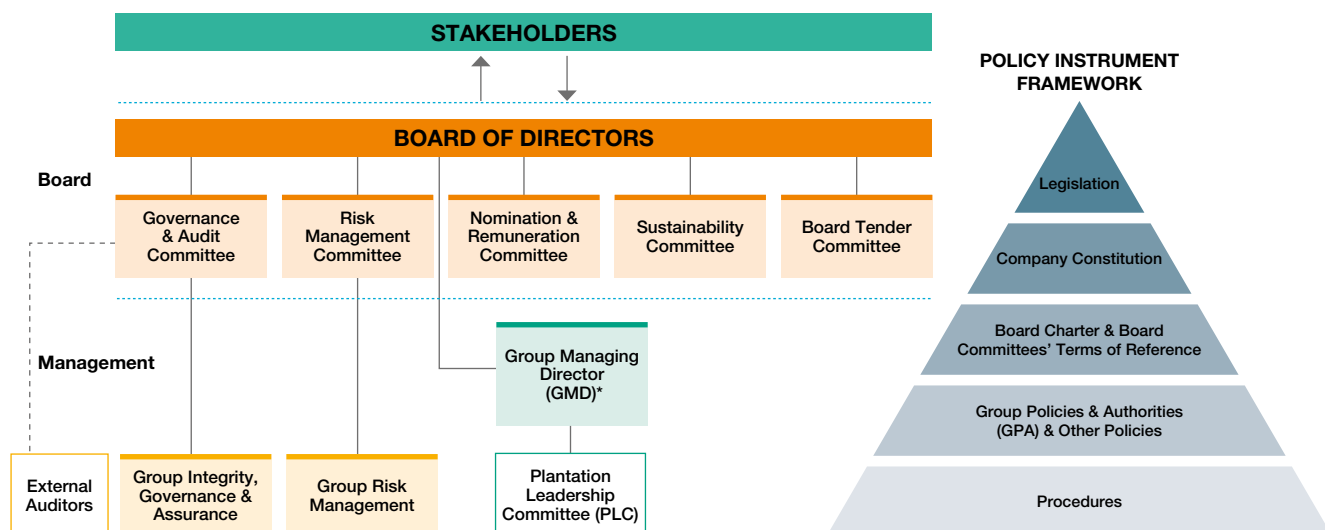 STAKEHOLDERS
BOARD OF DIRECTORS
Board
Governance
& Audit
Committee
Risk
Management
Committee
Nomination &
Remuneration
Committee
Sustainability
Committee
Board Tender
Committee
Management
Group Managing
Director
(GMD)*
External
Auditors
Group Integrity,
Governance &
Assurance
Group Risk
Management
Plantation
Leadership
Committee (PLC)
POLICY INSTRUMENT
FRAMEWORK
Legislation
Company Constitution
Board Charter & Board
Committees’ Terms of Reference
Group Policies & Authorities
(GPA) & Other Policies
Procedures